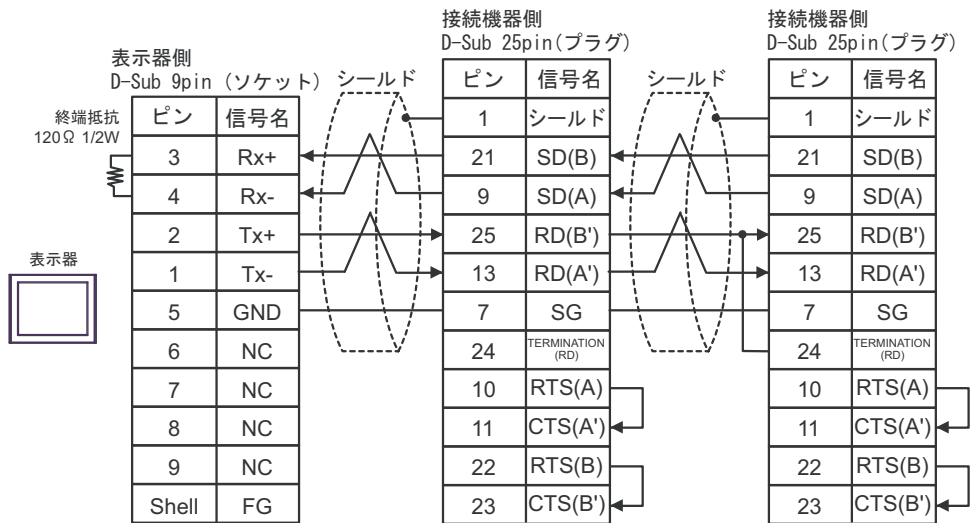 表示器側
D-Sub 9pin (ソケット)
シールド
接続機器側
D-Sub 25pin(プラグ)
シールド
接続機器側
D-Sub 25pin(プラグ)
終端抵抗
120Ω 1/2W
表示器
ピン 信号名
3 Rx+
4 Rx-
2 Tx+
1 Tx-
5 GND
6 NC
7 NC
8 NC
9 NC
Shell FG
ピン 信号名
1 シールド
21 SD(B)
9 SD(A)
25 RD(B')
13 RD(A')
7 SG
24 TERMINATION
(RD)
10 RTS(A)
11 CTS(A')
22 RTS(B)
23 CTS(B')
ピン 信号名
1 シールド
21 SD(B)
9 SD(A)
25 RD(B')
13 RD(A')
7 SG
24 TERMINATION
(RD)
10 RTS(A)
11 CTS(A')
22 RTS(B)
23 CTS(B')